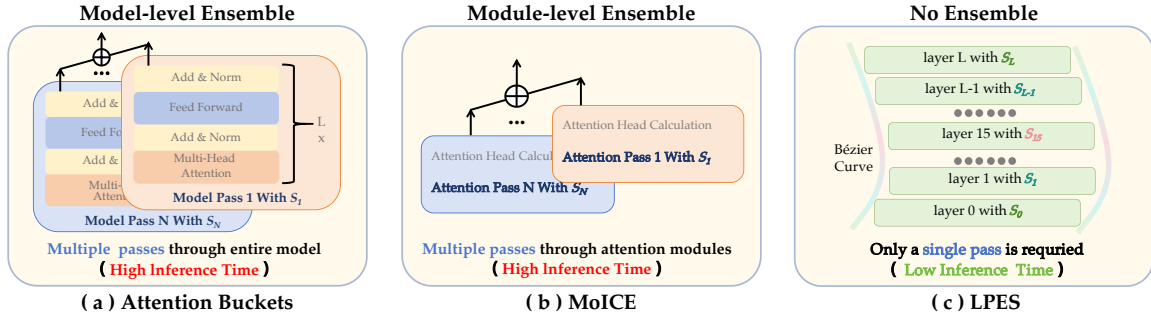 Model-level Ensemble
Add & Norm
Feed Forward
Add & Norm
Multi-Head
Attention
L
x
Model Pass 1 With S₁
Add &
Feed Fo
Add &
Multi-
Attent
Model Pass N With S_N
...
Multiple passes through entire model
( High Inference Time )
( a ) Attention Buckets
Module-level Ensemble
...
Attention Head Calculation
Attention Pass 1 With S₁
Attention Head Calcul
Attention Pass N With S_N
Multiple passes through attention modules
( High Inference Time )
( b ) MoICE
No Ensemble
layer L with S_L
layer L-1 with S_L-1
layer 15 with S₁₅
layer 1 with S₁
layer 0 with S₀
Bézier
Curve
Only a single pass is requried
( Low Inference Time )
( c ) LPES